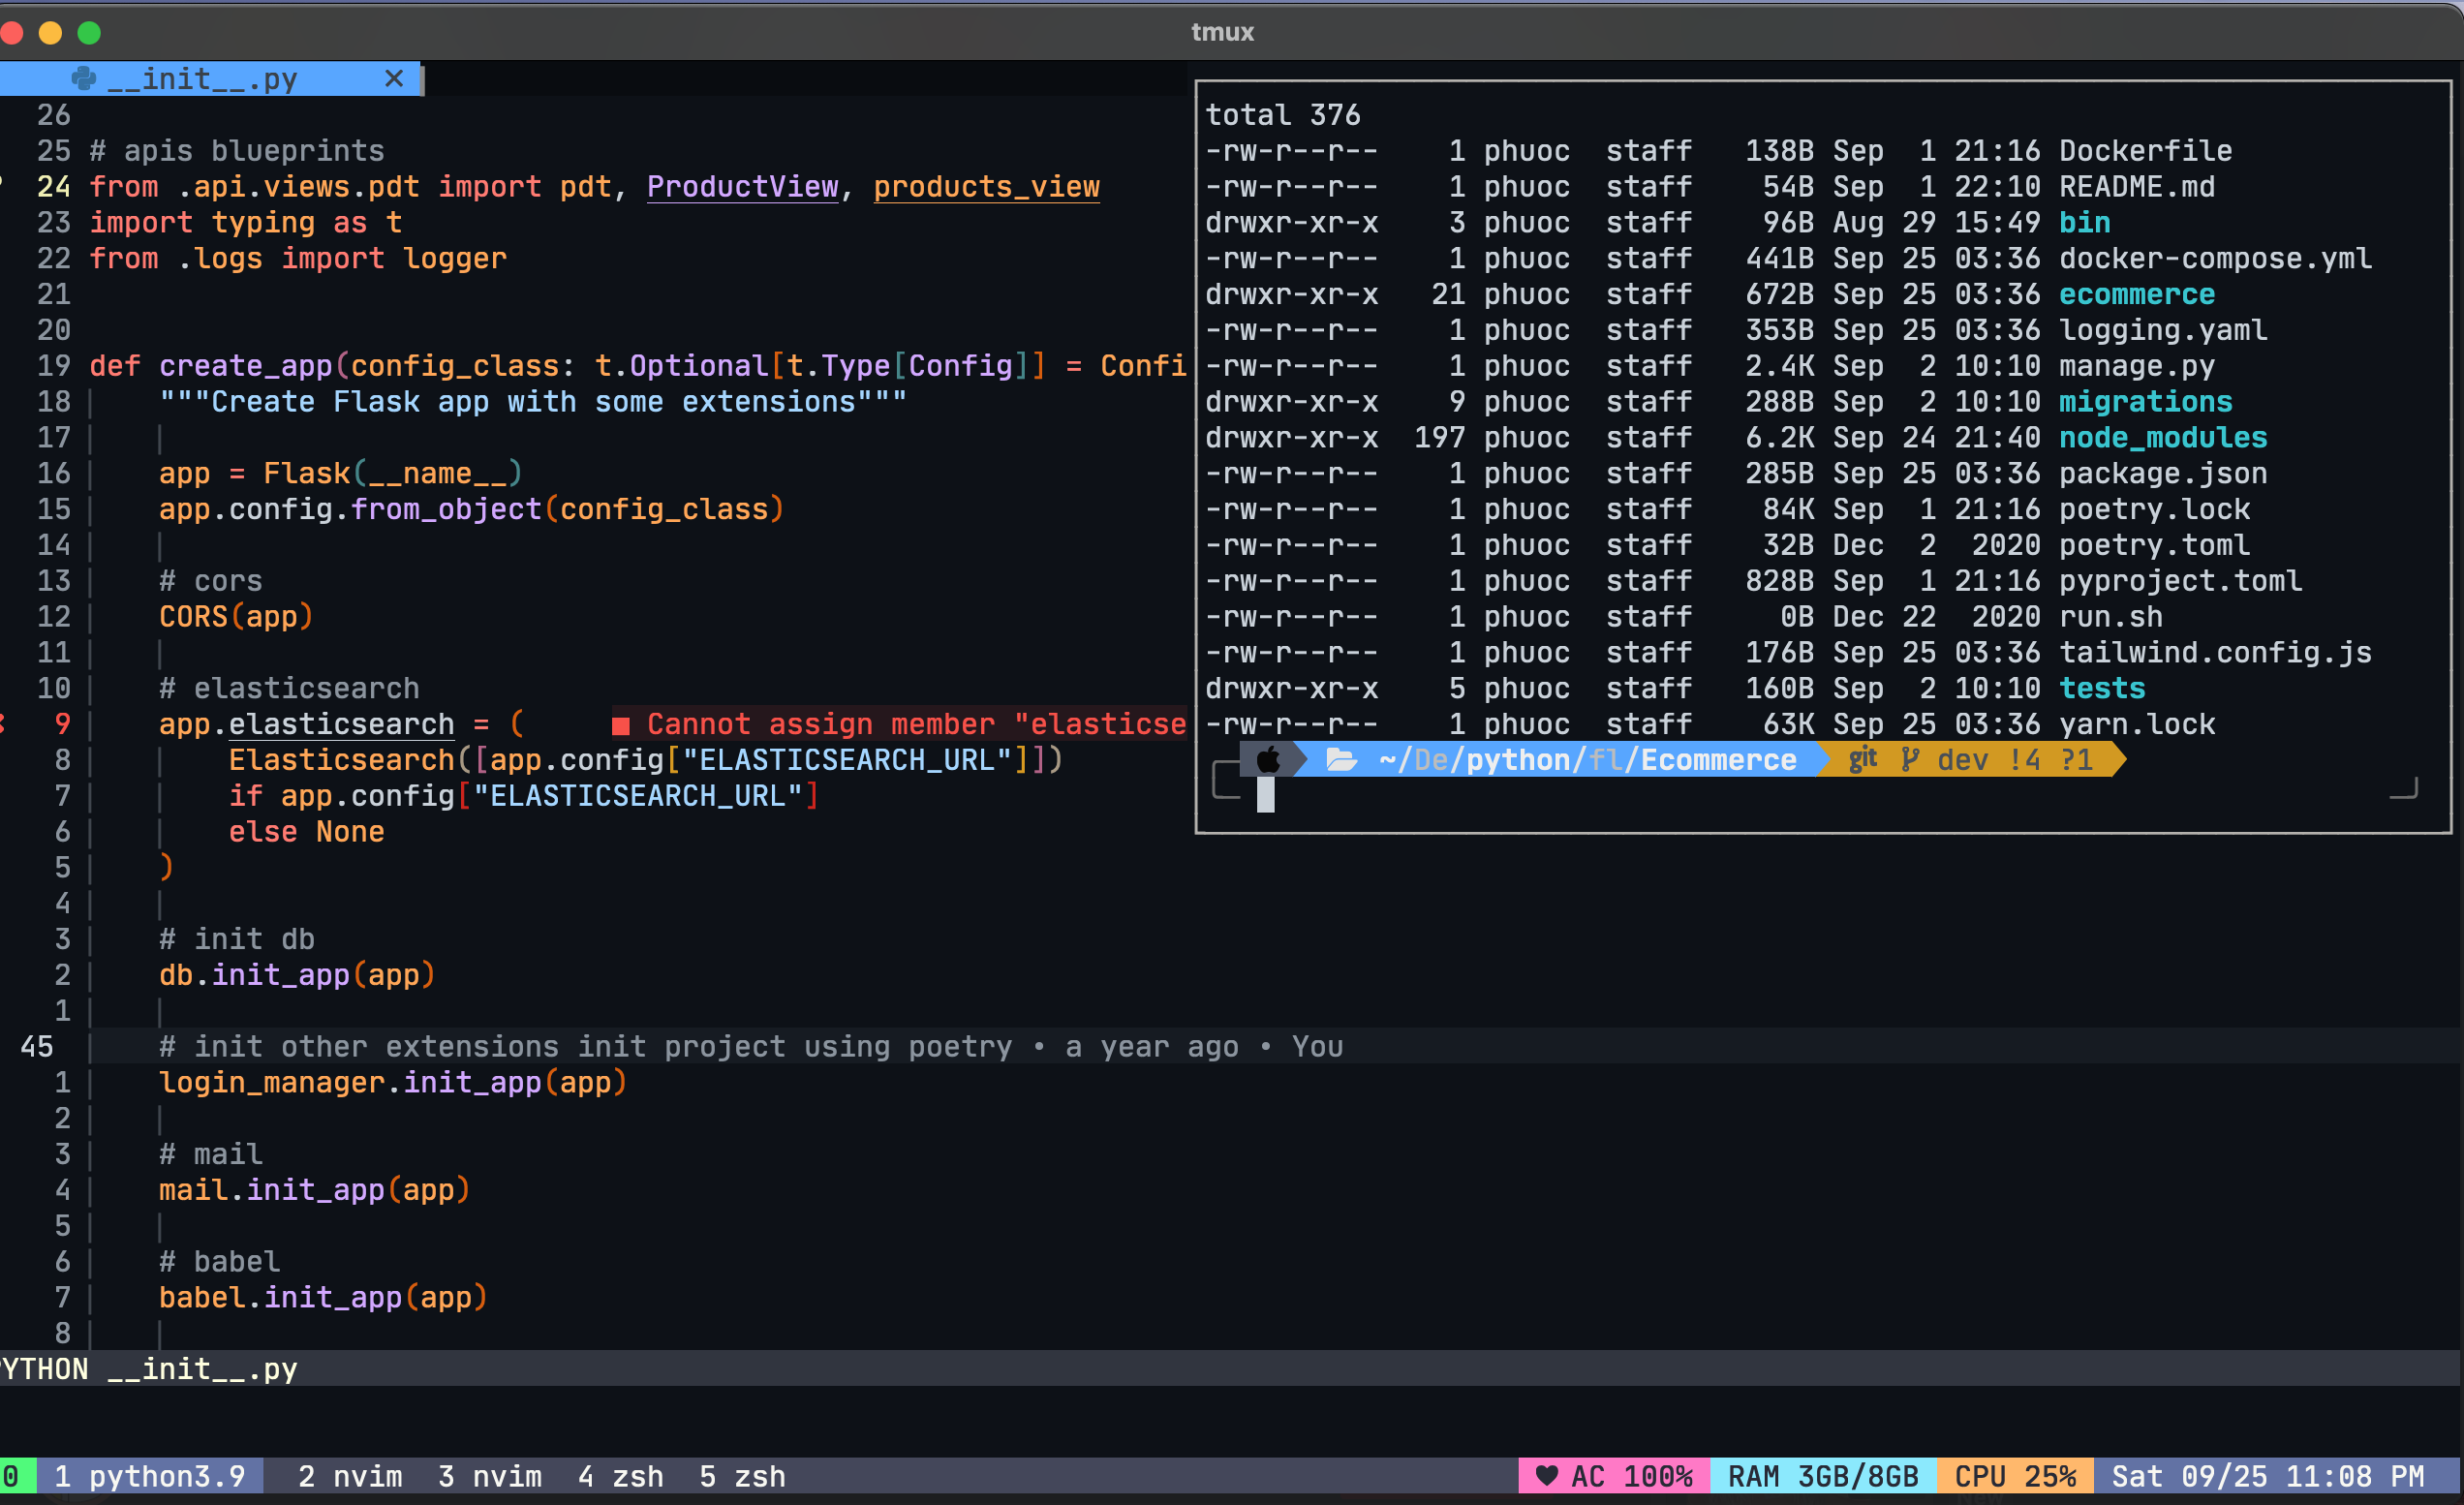 tmux
__init__.py ✕
26
25 # apis blueprints
24 from .api.views.pdt import pdt, ProductView, products_view
23 import typing as t
22 from .logs import logger
21
20
19 def create_app(config_class: t.Optional[t.Type[Config]] = Confi
18 """Create Flask app with some extensions"""
17
16 app = Flask(__name__)
15 app.config.from_object(config_class)
14
13 # cors
12 CORS(app)
11
10 # elasticsearch
9 app.elasticsearch = ( ■ Cannot assign member "elasticse
8 Elasticsearch([app.config["ELASTICSEARCH_URL"]])
7 if app.config["ELASTICSEARCH_URL"]
6 else None
5 )
4
3 # init db
2 db.init_app(app)
1
45 # init other extensions init project using poetry • a year ago • You
1 login_manager.init_app(app)
2
3 # mail
4 mail.init_app(app)
5
6 # babel
7 babel.init_app(app)
8
total 376
-rw-r--r-- 1 phuoc staff 138B Sep 1 21:16 Dockerfile
-rw-r--r-- 1 phuoc staff 54B Sep 1 22:10 README.md
drwxr-xr-x 3 phuoc staff 96B Aug 29 15:49 bin
-rw-r--r-- 1 phuoc staff 441B Sep 25 03:36 docker-compose.yml
drwxr-xr-x 21 phuoc staff 672B Sep 25 03:36 ecommerce
-rw-r--r-- 1 phuoc staff 353B Sep 25 03:36 logging.yaml
-rw-r--r-- 1 phuoc staff 2.4K Sep 2 10:10 manage.py
drwxr-xr-x 9 phuoc staff 288B Sep 2 10:10 migrations
drwxr-xr-x 197 phuoc staff 6.2K Sep 24 21:40 node_modules
-rw-r--r-- 1 phuoc staff 285B Sep 25 03:36 package.json
-rw-r--r-- 1 phuoc staff 84K Sep 1 21:16 poetry.lock
-rw-r--r-- 1 phuoc staff 32B Dec 2 2020 poetry.toml
-rw-r--r-- 1 phuoc staff 828B Sep 1 21:16 pyproject.toml
-rw-r--r-- 1 phuoc staff 0B Dec 22 2020 run.sh
-rw-r--r-- 1 phuoc staff 176B Sep 25 03:36 tailwind.config.js
drwxr-xr-x 5 phuoc staff 160B Sep 2 10:10 tests
-rw-r--r-- 1 phuoc staff 63K Sep 25 03:36 yarn.lock
~/De/python/fl/Ecommerce git dev !4 ?1
YTHON __init__.py
0 1 python3.9 2 nvim 3 nvim 4 zsh 5 zsh ♥ AC 100% RAM 3GB/8GB CPU 25% Sat 09/25 11:08 PM